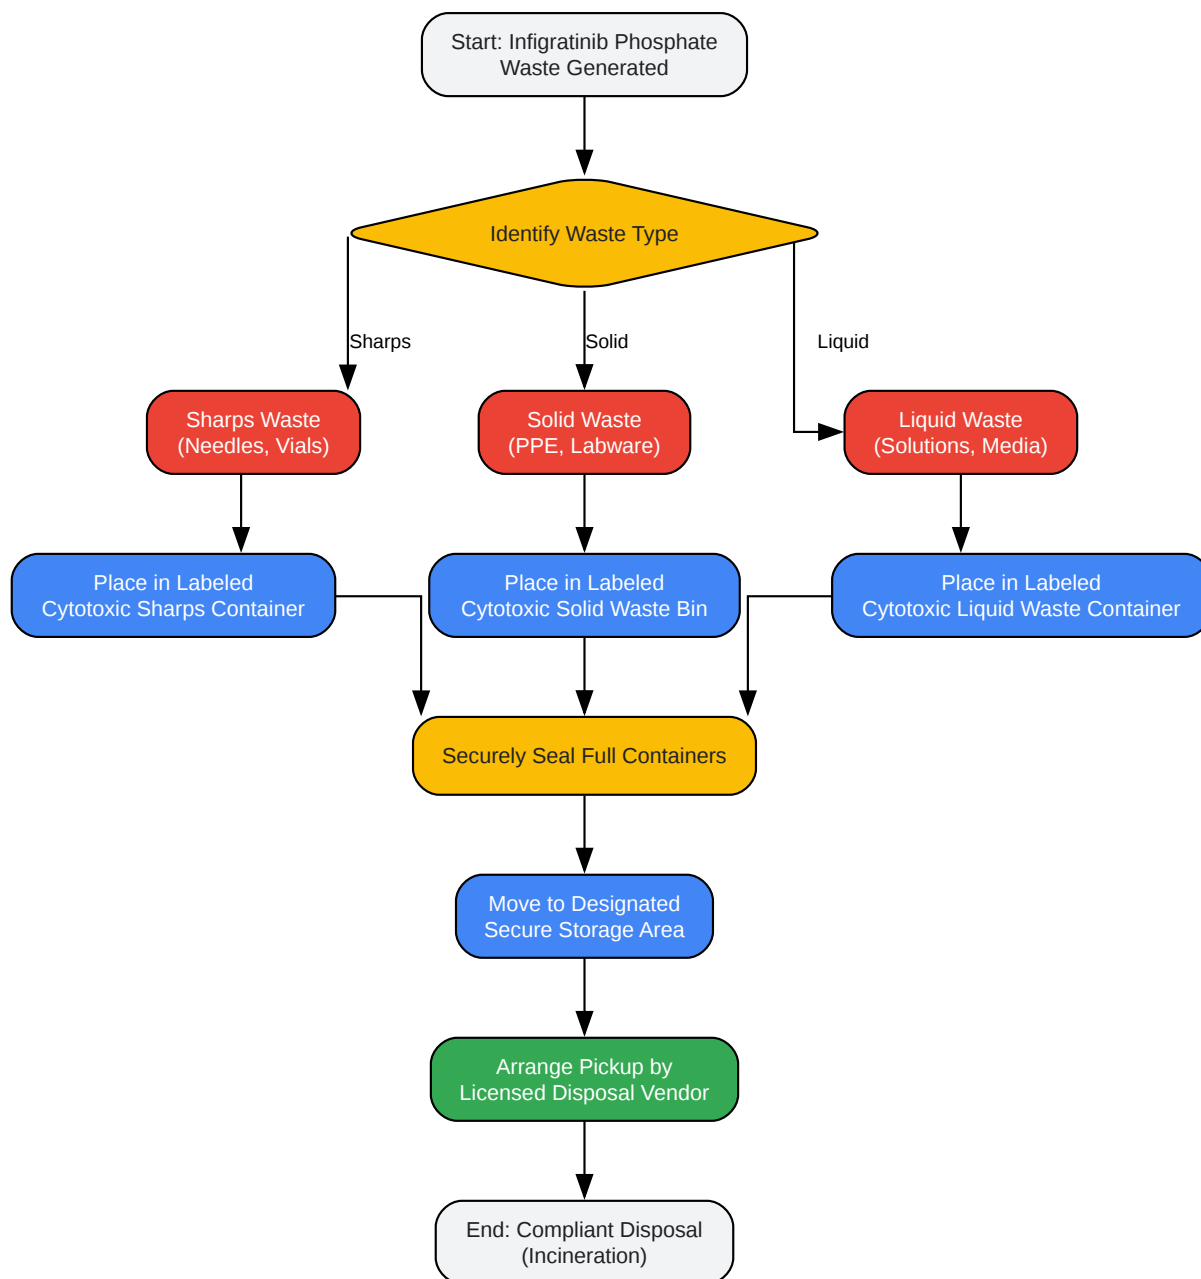 Start: Infigratinib Phosphate
Waste Generated
Identify Waste Type
Sharps
Solid
Liquid
Sharps Waste
(Needles, Vials)
Solid Waste
(PPE, Labware)
Liquid Waste
(Solutions, Media)
Place in Labeled
Cytotoxic Sharps Container
Place in Labeled
Cytotoxic Solid Waste Bin
Place in Labeled
Cytotoxic Liquid Waste Container
Securely Seal Full Containers
Move to Designated
Secure Storage Area
Arrange Pickup by
Licensed Disposal Vendor
End: Compliant Disposal
(Incineration)